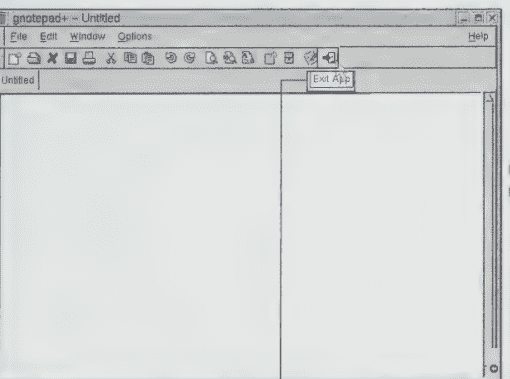 gnotepad+ - Untitled
File Edit Window Options Help
Exit App
Untitled